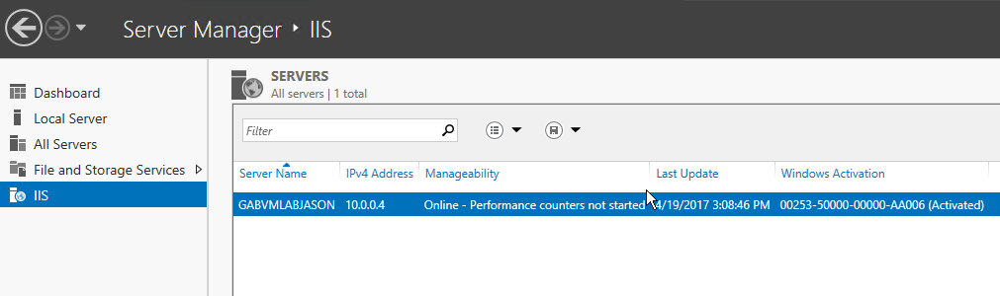 Server Manager ‣ IIS
Dashboard
Local Server
All Servers
File and Storage Services
IIS
SERVERS
All servers | 1 total
Filter
Server Name IPv4 Address Manageability Last Update Windows Activation
GABVMLABJASON 10.0.0.4 Online - Performance counters not started 4/19/2017 3:08:46 PM 00253-50000-00000-AA006 (Activated)